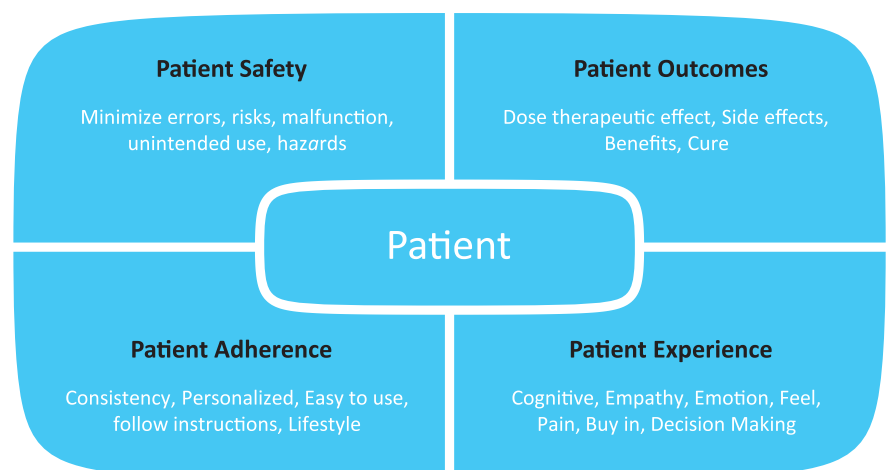 Patient Safety
Minimize errors, risks, malfunction,
unintended use, hazards
Patient Outcomes
Dose therapeutic effect, Side effects,
Benefits, Cure
Patient
Patient Adherence
Consistency, Personalized, Easy to use,
follow instructions, Lifestyle
Patient Experience
Cognitive, Empathy, Emotion, Feel,
Pain, Buy in, Decision Making